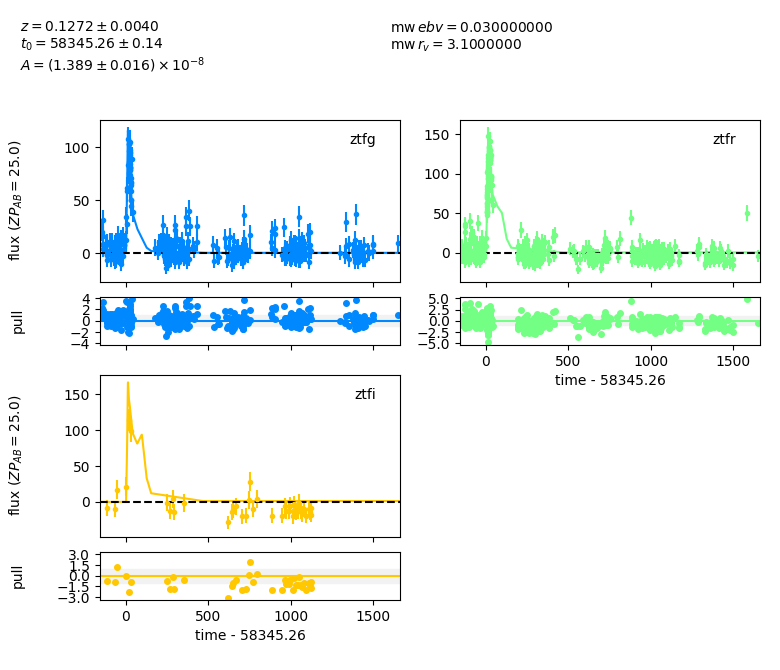 z = 0.1272 ± 0.0040
t₀ = 58345.26 ± 0.14
A = (1.389 ± 0.016) × 10⁻⁸
mw ebv = 0.030000000
mw r_v = 3.1000000
flux (ZP_AB = 25.0)
100
50
0
ztfg
pull
4
2
0
−2
−4
150
100
50
0
ztfr
5.0
2.5
0.0
−2.5
−5.0
0
500
1000
1500
time - 58345.26
flux (ZP_AB = 25.0)
150
100
50
0
ztfi
pull
3.0
1.5
0.0
−1.5
−3.0
0
500
1000
1500
time - 58345.26